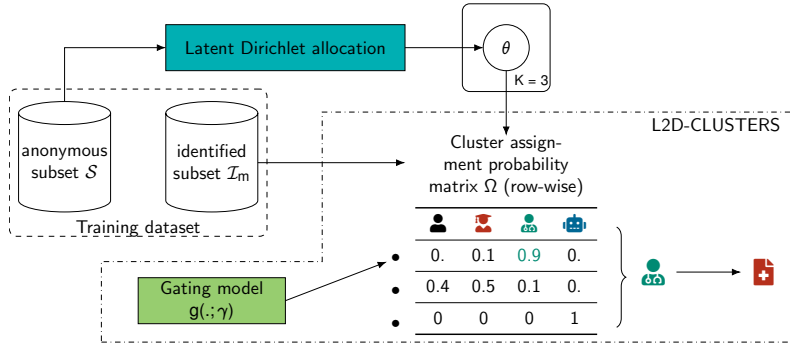 Latent Dirichlet allocation
θ
K = 3
L2D-CLUSTERS
anonymous
subset 𝒮
identified
subset ℐm
Training dataset
Cluster assign-
ment probability
matrix Ω (row-wise)
0. 0.1 0.9 0.
0.4 0.5 0.1 0.
0 0 0 1
Gating model
g(.;γ)